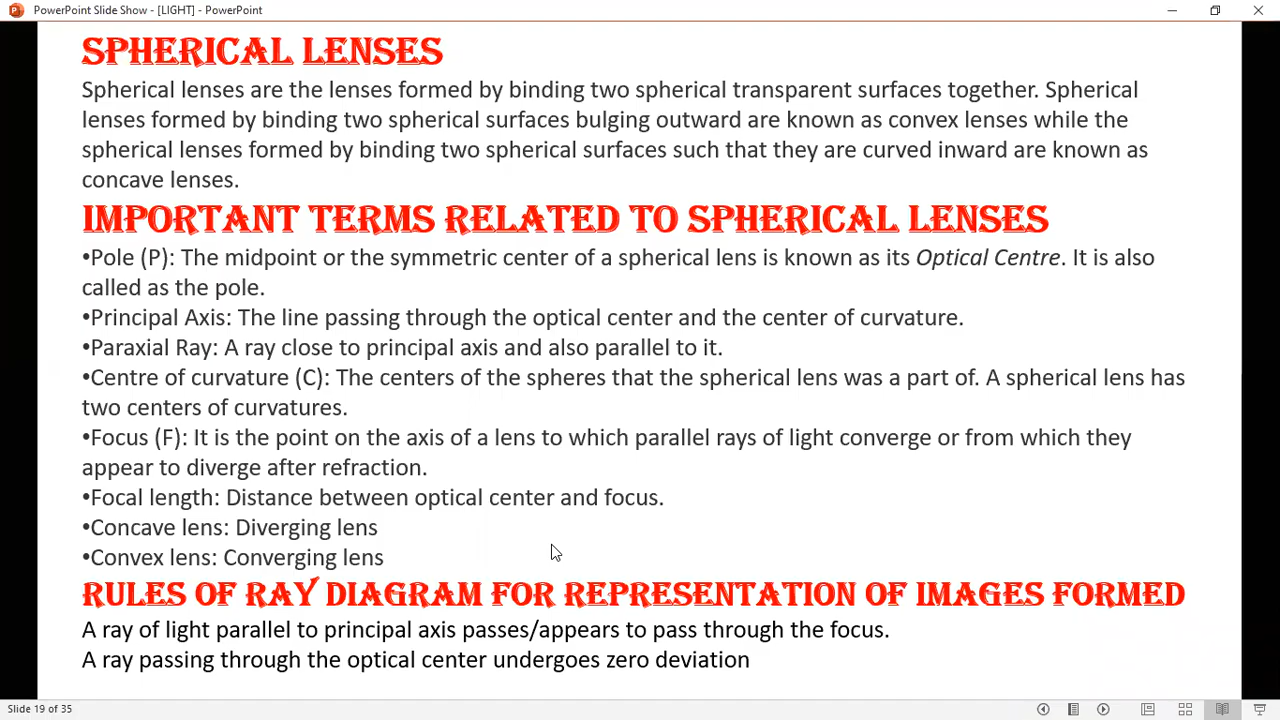 PowerPoint Slide Show - [LIGHT] - PowerPoint
SPHERICAL LENSES
Spherical lenses are the lenses formed by binding two spherical transparent surfaces together. Spherical
lenses formed by binding two spherical surfaces bulging outward are known as convex lenses while the
spherical lenses formed by binding two spherical surfaces such that they are curved inward are known as
concave lenses.
IMPORTANT TERMS RELATED TO SPHERICAL LENSES
•Pole (P): The midpoint or the symmetric center of a spherical lens is known as its Optical Centre. It is also
called as the pole.
•Principal Axis: The line passing through the optical center and the center of curvature.
•Paraxial Ray: A ray close to principal axis and also parallel to it.
•Centre of curvature (C): The centers of the spheres that the spherical lens was a part of. A spherical lens has
two centers of curvatures.
•Focus (F): It is the point on the axis of a lens to which parallel rays of light converge or from which they
appear to diverge after refraction.
•Focal length: Distance between optical center and focus.
•Concave lens: Diverging lens
•Convex lens: Converging lens
RULES OF RAY DIAGRAM FOR REPRESENTATION OF IMAGES FORMED
A ray of light parallel to principal axis passes/appears to pass through the focus.
A ray passing through the optical center undergoes zero deviation
Slide 19 of 35